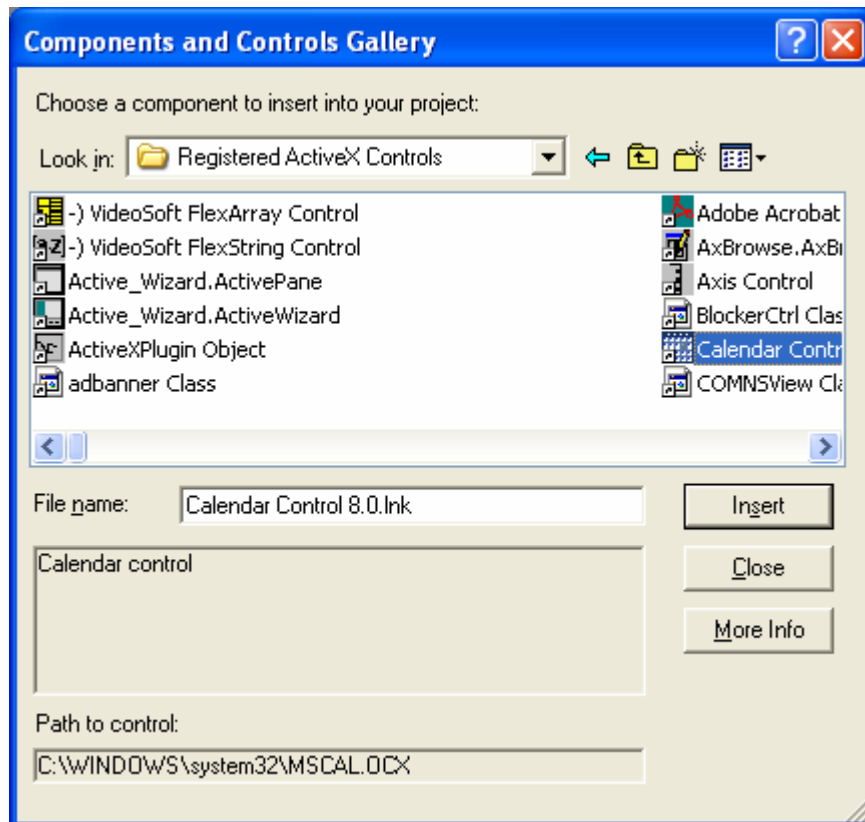 Components and Controls Gallery
Choose a component to insert into your project:
Look in: Registered ActiveX Controls
-) VideoSoft FlexArray Control
-) VideoSoft FlexString Control
Active_Wizard.ActivePane
Active_Wizard.ActiveWizard
ActiveXPlugin Object
adbanner Class
Adobe Acrobat
AxBrowse.AxBr
Axis Control
BlockerCtrl Clas
Calendar Contr
COMNSView Cla
File name: Calendar Control 8.0.lnk
Insert
Calendar control
Close
More Info
Path to control:
C:\WINDOWS\system32\MSCAL.OCX